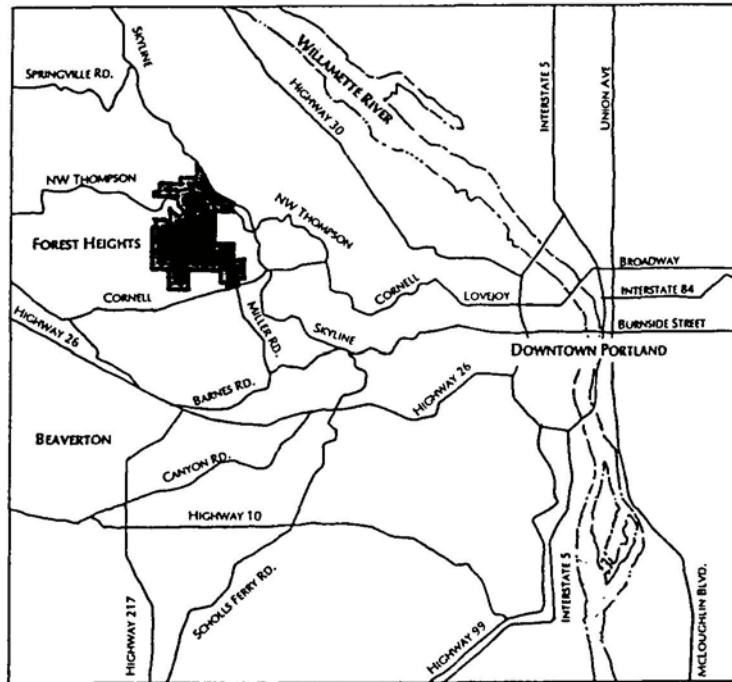 SKYLINE
WILLAMETTE RIVER
INTERSTATE 5
UNION AVE
SPRINGVILLE RD.
HIGHWAY 30
NW THOMPSON
NW THOMPSON
FOREST HEIGHTS
BROADWAY
CORNELL
LOVEJOY
INTERSTATE 84
CORNELL
HIGHWAY 26
MILLER RD.
SKYLINE
BURNSIDE STREET
DOWNTOWN PORTLAND
BARNES RD.
HIGHWAY 26
BEAVERTON
CANYON RD.
HIGHWAY 10
SCHOLLS FERRY RD.
HIGHWAY 217
HIGHWAY 99
INTERSTATE 5
MCLOUGHLIN BLVD.